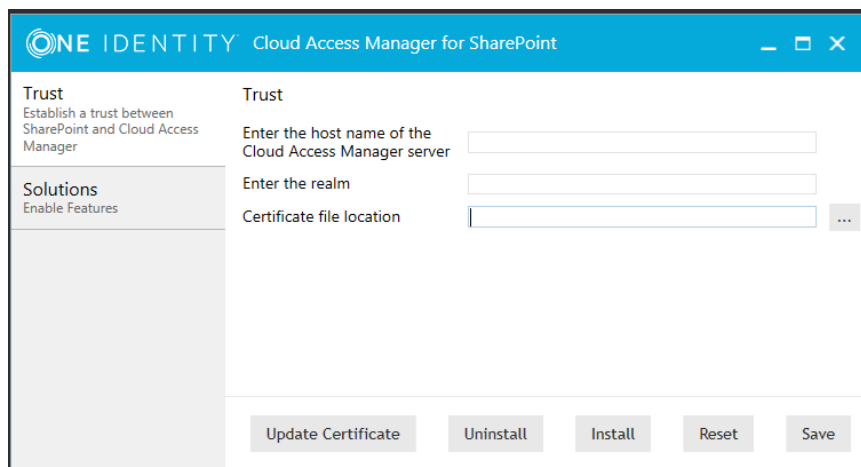 ONE IDENTITY Cloud Access Manager for SharePoint
Trust
Establish a trust between
SharePoint and Cloud Access
Manager
Solutions
Enable Features
Trust
Enter the host name of the
Cloud Access Manager server
Enter the realm
Certificate file location
...
Update Certificate
Uninstall
Install
Reset
Save